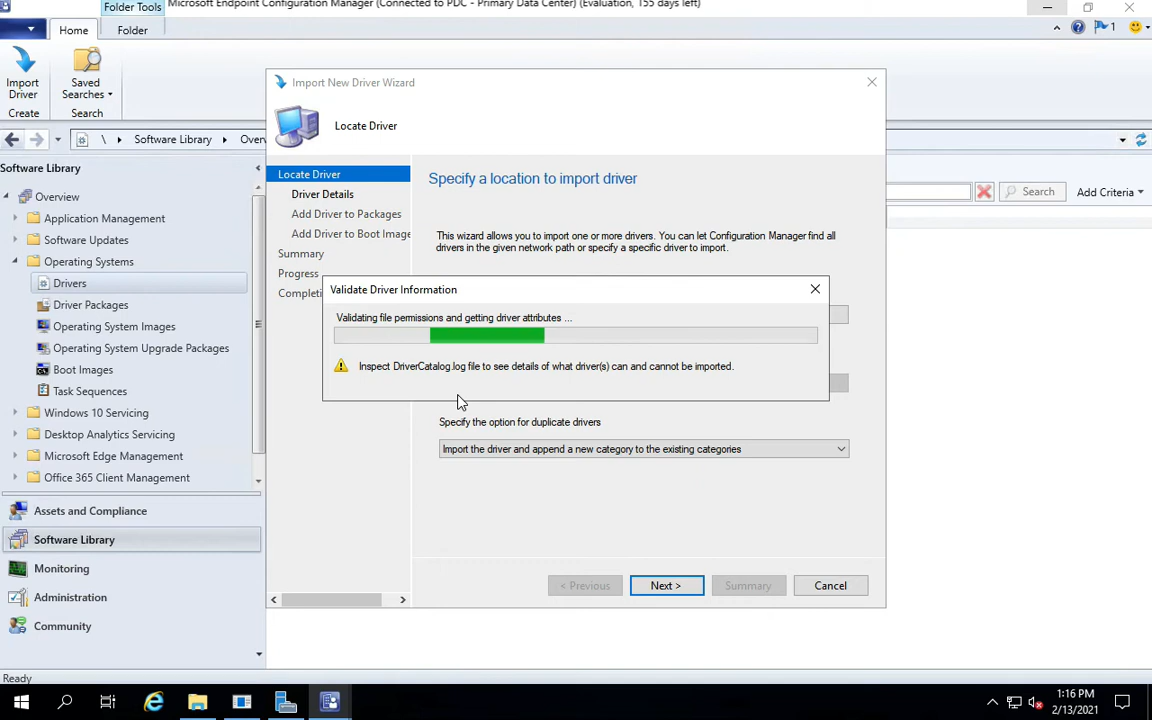 Folder Tools
Microsoft Endpoint Configuration Manager (Connected to PDC - Primary Data Center) (Evaluation, 155 days left)
Home
Folder
1
Import
Driver
Saved
Searches
Create
Search
\
Software Library
Overv
Software Library
Search
Add Criteria
Overview
Application Management
Software Updates
Operating Systems
Drivers
Driver Packages
Operating System Images
Operating System Upgrade Packages
Boot Images
Task Sequences
Windows 10 Servicing
Desktop Analytics Servicing
Microsoft Edge Management
Office 365 Client Management
Assets and Compliance
Software Library
Monitoring
Administration
Community
Ready
Import New Driver Wizard
Locate Driver
Locate Driver
Driver Details
Add Driver to Packages
Add Driver to Boot Image
Summary
Progress
Completi
Specify a location to import driver
This wizard allows you to import one or more drivers. You can let Configuration Manager find all
drivers in the given network path or specify a specific driver to import.
Validate Driver Information
Validating file permissions and getting driver attributes ...
Inspect DriverCatalog.log file to see details of what driver(s) can and cannot be imported.
Specify the option for duplicate drivers
Import the driver and append a new category to the existing categories
< Previous
Next >
Summary
Cancel
1:16 PM
2/13/2021